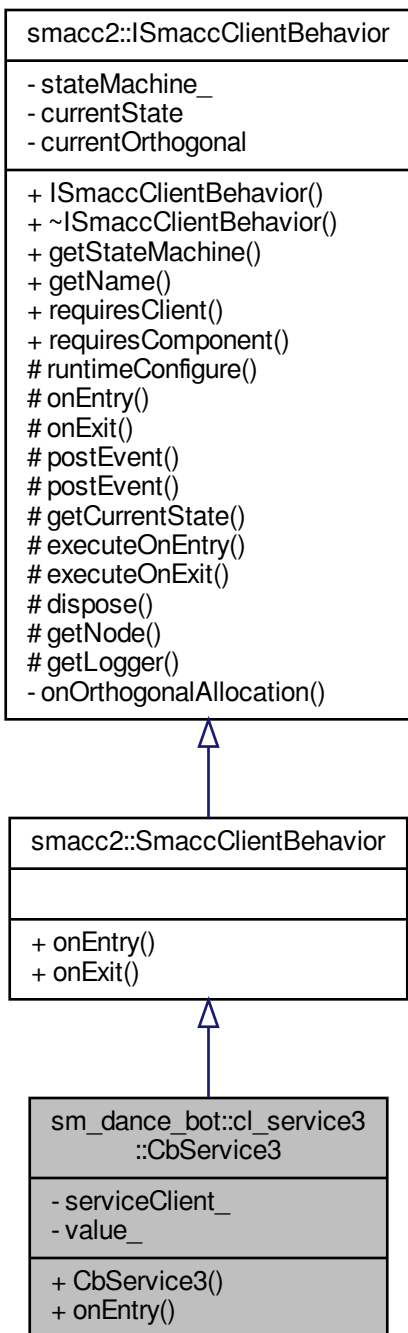 smacc2::ISmaccClientBehavior
- stateMachine_
- currentState
- currentOrthogonal
+ ISmaccClientBehavior()
+ ~ISmaccClientBehavior()
+ getStateMachine()
+ getName()
+ requiresClient()
+ requiresComponent()
# runtimeConfigure()
# onEntry()
# onExit()
# postEvent()
# postEvent()
# getCurrentState()
# executeOnEntry()
# executeOnExit()
# dispose()
# getNode()
# getLogger()
- onOrthogonalAllocation()
smacc2::SmaccClientBehavior
+ onEntry()
+ onExit()
sm_dance_bot::cl_service3
::CbService3
- serviceClient_
- value_
+ CbService3()
+ onEntry()